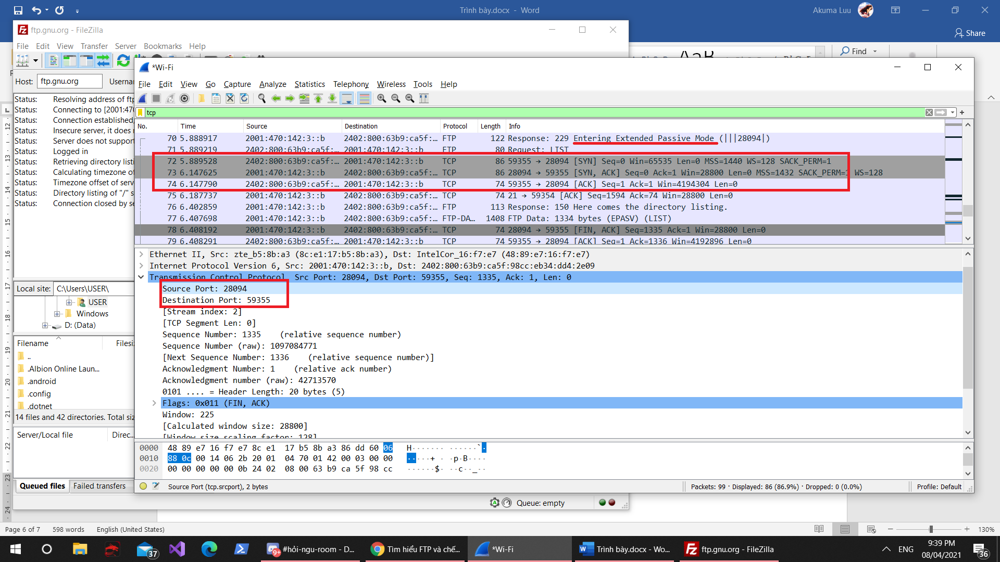 Trình bày.docx - Word
Akuma Luu
Share
Find
ftp.gnu.org - FileZilla
File Edit View Transfer Server Bookmarks Help
Host: ftp.gnu.org
Status: Resolving address of ftp
Status: Connecting to [2001:470
Status: Connection established,
Status: Insecure server, it does
Status: Server does not support
Status: Logged in
Status: Retrieving directory listi
Status: Calculating timezone of
Status: Timezone offset of serv
Status: Directory listing of "/" s
Status: Connection closed by se
Local site: C:\Users\USER\
USER
Windows
D: (Data)
Filename
..
.Albion Online Laun...
.android
.config
.dotnet
14 files and 42 directories. Total
Server/Local file Direc...
Queued files Failed transfers
Queue: empty
*Wi-Fi
File Edit View Go Capture Analyze Statistics Telephony Wireless Tools Help
tcp
No. Time Source Destination Protocol Length Info
70 5.888917 2001:470:142:3::b 2402:800:63b9:ca5f:... FTP 122 Response: 229 Entering Extended Passive Mode (|||28094|)
71 5.889219 2402:800:63b9:ca5f:... 2001:470:142:3::b FTP 80 Request: LIST
72 5.889528 2402:800:63b9:ca5f:... 2001:470:142:3::b TCP 86 59355 → 28094 [SYN] Seq=0 Win=65535 Len=0 MSS=1440 WS=128 SACK_PERM=1
73 6.147625 2001:470:142:3::b 2402:800:63b9:ca5f:... TCP 86 28094 → 59355 [SYN, ACK] Seq=0 Ack=1 Win=28800 Len=0 MSS=1432 SACK_PERM=1 WS=128
74 6.147790 2402:800:63b9:ca5f:... 2001:470:142:3::b TCP 74 59355 → 28094 [ACK] Seq=1 Ack=1 Win=4194304 Len=0
75 6.187737 2001:470:142:3::b 2402:800:63b9:ca5f:... TCP 74 21 → 59354 [ACK] Seq=1594 Ack=74 Win=28800 Len=0
76 6.402859 2001:470:142:3::b 2402:800:63b9:ca5f:... FTP 113 Response: 150 Here comes the directory listing.
77 6.407698 2001:470:142:3::b 2402:800:63b9:ca5f:... FTP-DA... 1408 FTP Data: 1334 bytes (EPASV) (LIST)
78 6.408192 2001:470:142:3::b 2402:800:63b9:ca5f:... TCP 74 28094 → 59355 [FIN, ACK] Seq=1335 Ack=1 Win=28800 Len=0
79 6.408291 2402:800:63b9:ca5f:... 2001:470:142:3::b TCP 74 59355 → 28094 [ACK] Seq=1 Ack=1336 Win=4192896 Len=0
Ethernet II, Src: zte_b5:8b:a3 (8c:e1:17:b5:8b:a3), Dst: IntelCor_16:f7:e7 (48:89:e7:16:f7:e7)
Internet Protocol Version 6, Src: 2001:470:142:3::b, Dst: 2402:800:63b9:ca5f:98cc:eb34:dd4:2e09
Transmission Control Protocol, Src Port: 28094, Dst Port: 59355, Seq: 1335, Ack: 1, Len: 0
Source Port: 28094
Destination Port: 59355
[Stream index: 2]
[TCP Segment Len: 0]
Sequence Number: 1335 (relative sequence number)
Sequence Number (raw): 1097084771
[Next Sequence Number: 1336 (relative sequence number)]
Acknowledgment Number: 1 (relative ack number)
Acknowledgment number (raw): 42713570
0101 .... = Header Length: 20 bytes (5)
Flags: 0x011 (FIN, ACK)
Window: 225
[Calculated window size: 28800]
[Window size scaling factor: 128]
0000 48 89 e7 16 f7 e7 8c e1 17 b5 8b a3 86 dd 60 06 H······· ······`·
0010 88 0c 00 14 06 2b 20 01 04 70 01 42 00 03 00 00 ·····+ · ·p·B····
0020 00 00 00 00 00 0b 24 02 08 00 63 b9 ca 5f 98 cc ······$· ··c··_··
Source Port (tcp.srcport), 2 bytes
Packets: 99 · Displayed: 86 (86.9%) · Dropped: 0 (0.0%)
Profile: Default
Page 6 of 7 598 words English (United States)
130%
37
9+
#hỏi-ngu-room - D...
Tìm hiểu FTP và chế...
*Wi-Fi
Trình bày.docx - Wo...
ftp.gnu.org - FileZilla
ENG
9:39 PM
08/04/2021
36